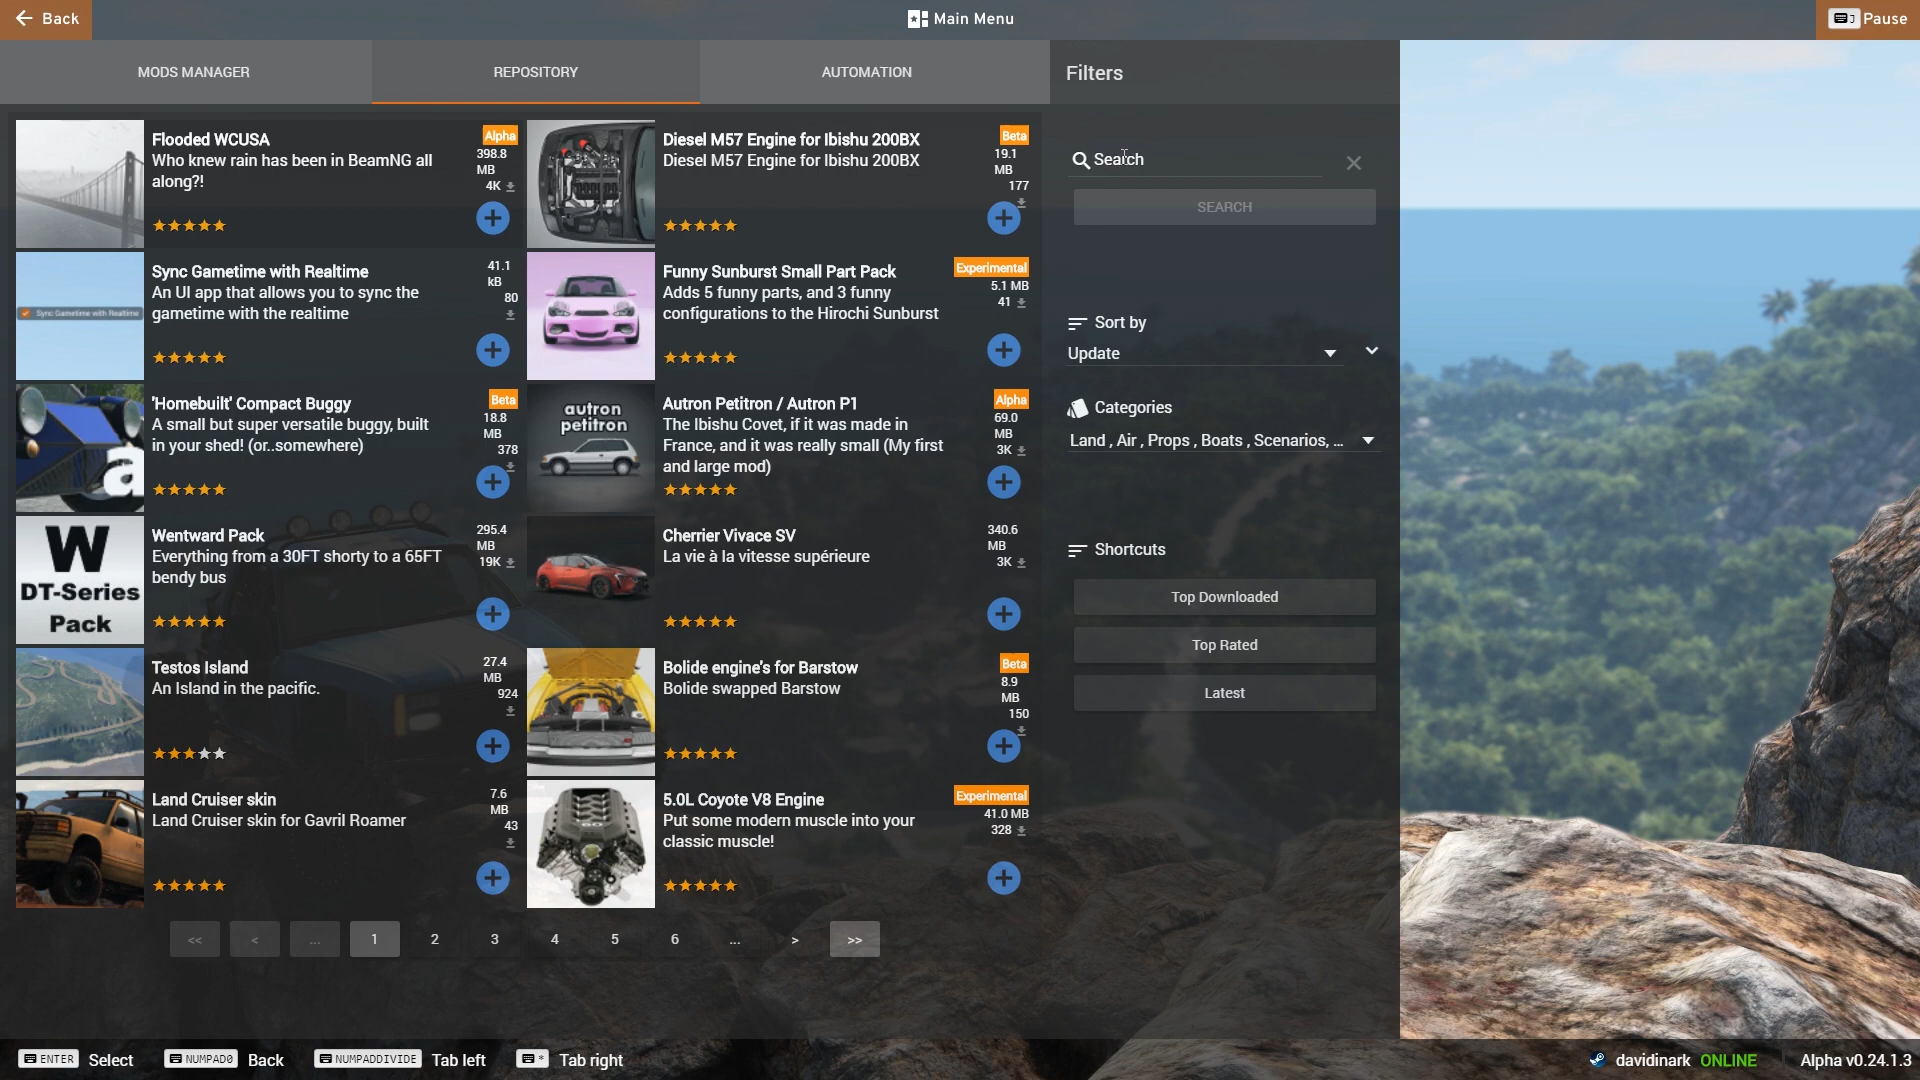 Back
Main Menu
J Pause
MODS MANAGER
REPOSITORY
AUTOMATION
Filters
Flooded WCUSA
Who knew rain has been in BeamNG all
along?!
Alpha
398.8
MB
4K
Diesel M57 Engine for Ibishu 200BX
Diesel M57 Engine for Ibishu 200BX
Beta
19.1
MB
177
Sync Gametime with Realtime
Sync Gametime with Realtime
An UI app that allows you to sync the
gametime with the realtime
41.1
kB
80
Funny Sunburst Small Part Pack
Adds 5 funny parts, and 3 funny
configurations to the Hirochi Sunburst
Experimental
5.1 MB
41
a
'Homebuilt' Compact Buggy
A small but super versatile buggy, built
in your shed! (or..somewhere)
Beta
18.8
MB
378
autron
petitron
Autron Petitron / Autron P1
The Ibishu Covet, if it was made in
France, and it was really small (My first
and large mod)
Alpha
69.0
MB
3K
W
DT-Series
Pack
Wentward Pack
Everything from a 30FT shorty to a 65FT
bendy bus
295.4
MB
19K
Cherrier Vivace SV
La vie à la vitesse supérieure
340.6
MB
3K
Testos Island
An Island in the pacific.
27.4
MB
924
Bolide engine's for Barstow
Bolide swapped Barstow
Beta
8.9
MB
150
Land Cruiser skin
Land Cruiser skin for Gavril Roamer
7.6
MB
43
5.0L Coyote V8 Engine
Put some modern muscle into your
classic muscle!
Experimental
41.0 MB
328
<< < ... 1 2 3 4 5 6 ... > >>
Search
SEARCH
Sort by
Update
Categories
Land , Air , Props , Boats , Scenarios, ...
Shortcuts
Top Downloaded
Top Rated
Latest
ENTER Select
NUMPAD0 Back
NUMPADDIVIDE Tab left
* Tab right
davidinark ONLINE
Alpha v0.24.1.3